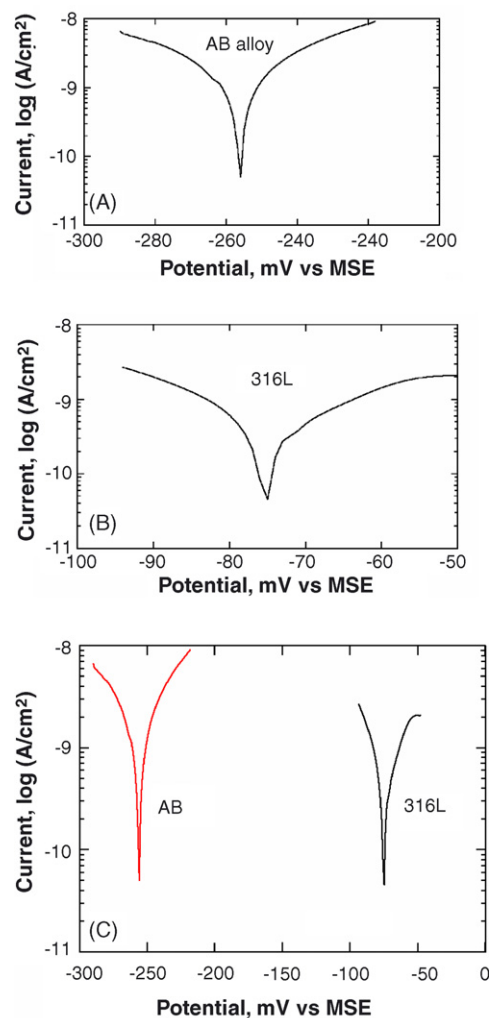 -8
AB alloy
-9
-10
-11
(A)
-300 -280 -260 -240 -240 -220 -200
Potential, mV vs MSE
Current, log (A/cm²)
-8
316L
-9
-10
-11
(B)
-100 -90 -80 -70 -60 -50
Potential, mV vs MSE
Current, log (A/cm²)
-8
-9
AB
316L
-10
-11
(C)
-300 -250 -200 -150 -100 -50 0
Potential, mV vs MSE
Current, log (A/cm²)